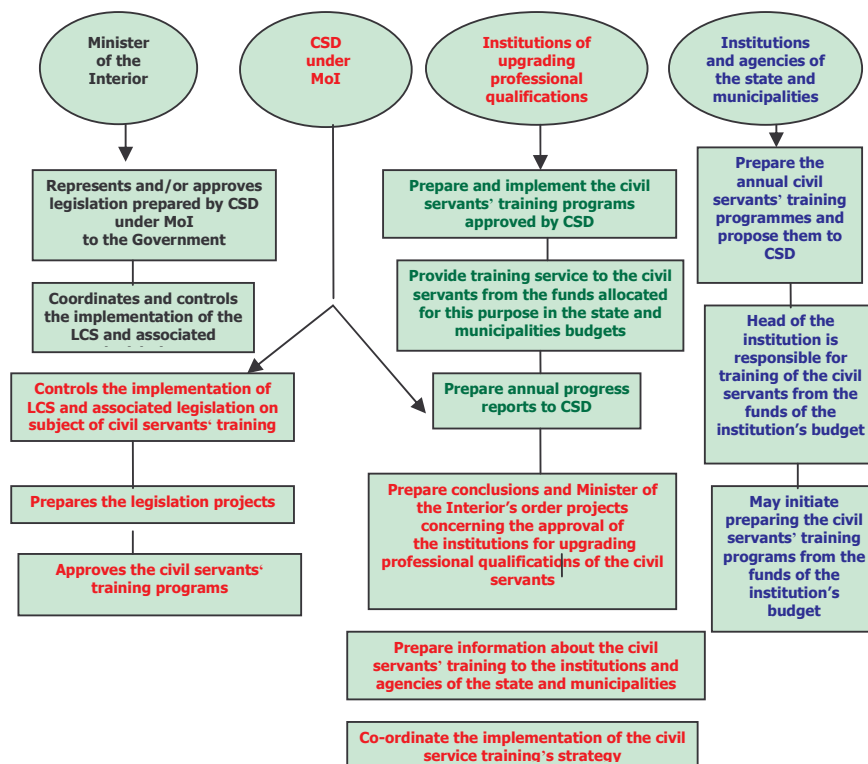 Minister
of the
Interior
CSD
under
MoI
Institutions of
upgrading
professional
qualifications
Institutions
and agencies of
the state and
municipalities
Represents and/or approves
legislation prepared by CSD
under MoI
to the Government
Coordinates and controls
the implementation of the
LCS and associated
Controls the implementation of
LCS and associated legislation on
subject of civil servants‘ training
Prepares the legislation projects
Approves the civil servants‘
training programs
Prepare and implement the civil
servants’ training programs
approved by CSD
Provide training service to the civil
servants from the funds allocated
for this purpose in the state and
municipalities budgets
Prepare annual progress
reports to CSD
Prepare conclusions and Minister of
the Interior’s order projects
concerning the approval of
the institutions for upgrading
professional qualifications of the civil
servants
Prepare information about the civil
servants’ training to the institutions and
agencies of the state and municipalities
Co-ordinate the implementation of the civil
service training’s strategy
Prepare the
annual civil
servants’ training
programmes and
propose them to
CSD
Head of the
institution is
responsible for
training of the civil
servants from the
funds of the
institution’s budget
May initiate
preparing the civil
servants’ training
programs from the
funds of the
institution’s
budget